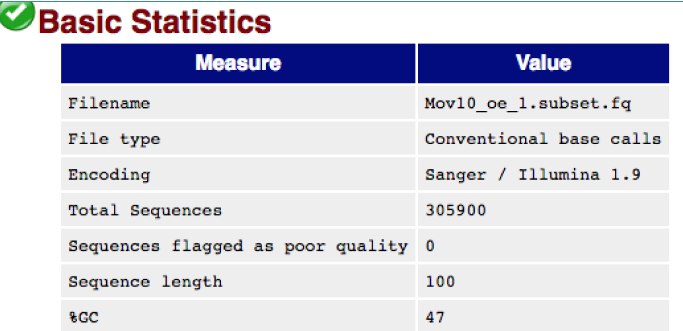 Basic Statistics
Measure Value
Filename Mov10_oe_1.subset.fq
File type Conventional base calls
Encoding Sanger / Illumina 1.9
Total Sequences 305900
Sequences flagged as poor quality 0
Sequence length 100
%GC 47